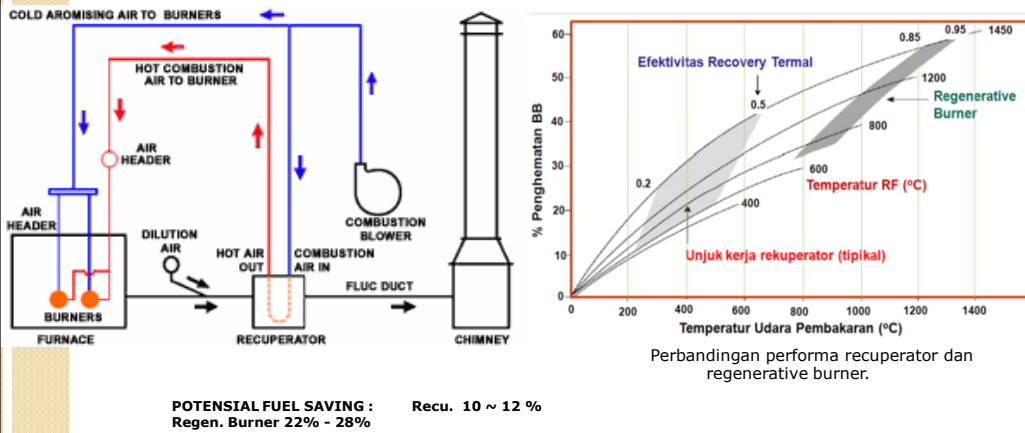 COLD AROMISING AIR TO BURNERS
HOT COMBUSTION
AIR TO BURNER
AIR
HEADER
AIR
HEADER
DILUTION
AIR
HOT AIR
OUT
COMBUSTION
AIR IN
COMBUSTION
BLOWER
FLUC DUCT
BURNERS
FURNACE
RECUPERATOR
CHIMNEY
% Penghematan BB
60
50
40
30
20
10
0
0
200
400
600
800
1000
1200
1400
Temperatur Udara Pembakaran (ºC)
Efektivitas Recovery Termal
0.2
0.5
0.85
0.95
1450
1200
800
600
400
Regenerative
Burner
Temperatur RF (ºC)
Unjuk kerja rekuperator (tipikal)
Perbandingan performa recuperator dan
regenerative burner.
POTENSIAL FUEL SAVING : Recu. 10 ~ 12 %
Regen. Burner 22% - 28%